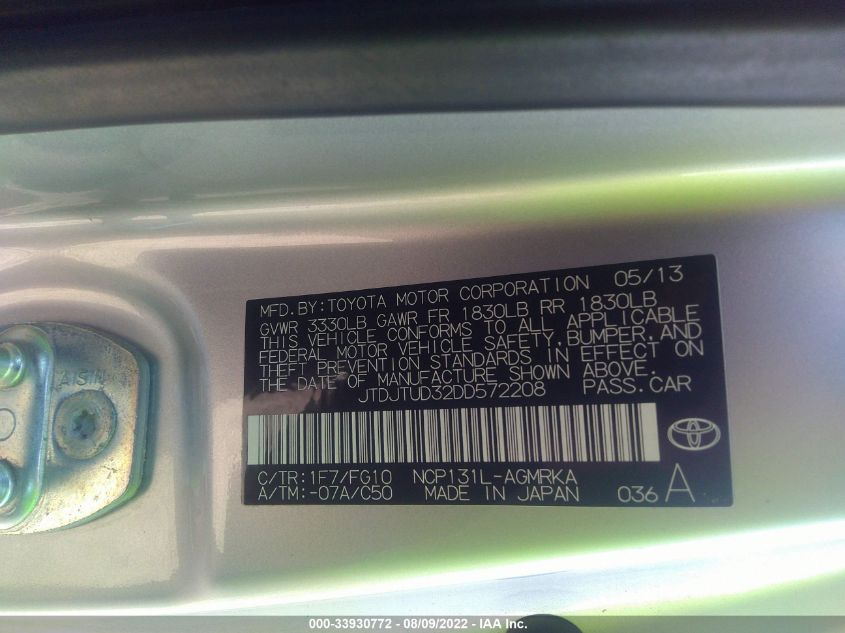 MFD.BY:TOYOTA MOTOR CORPORATION 05/13
GVWR 3330LB GAWR FR 1830LB RR 1830LB
THIS VEHICLE CONFORMS TO ALL APPLICABLE
FEDERAL MOTOR VEHICLE SAFETY,BUMPER,AND
THEFT PREVENTION STANDARDS IN EFFECT ON
THE DATE OF MANUFACTURE SHOWN ABOVE.
JTDJTUD32DD572208 PASS.CAR
AISIN
C/TR:1F7/FG10 NCP131L-AGMRKA
A/TM:-07A/C50 MADE IN JAPAN 036 A
000-33930772 - 08/09/2022 - IAA Inc.